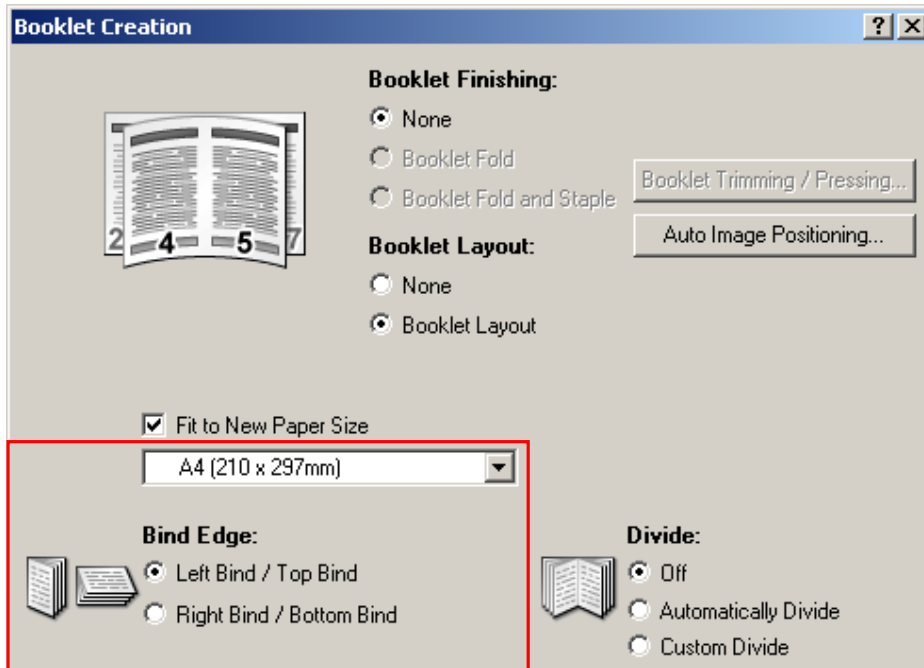 Booklet Creation
Booklet Finishing:
None
Booklet Fold
Booklet Fold and Staple
Booklet Trimming / Pressing...
Auto Image Positioning...
Booklet Layout:
None
Booklet Layout
2 4 5 7
Fit to New Paper Size
A4 (210 x 297mm)
Bind Edge:
Left Bind / Top Bind
Right Bind / Bottom Bind
Divide:
Off
Automatically Divide
Custom Divide